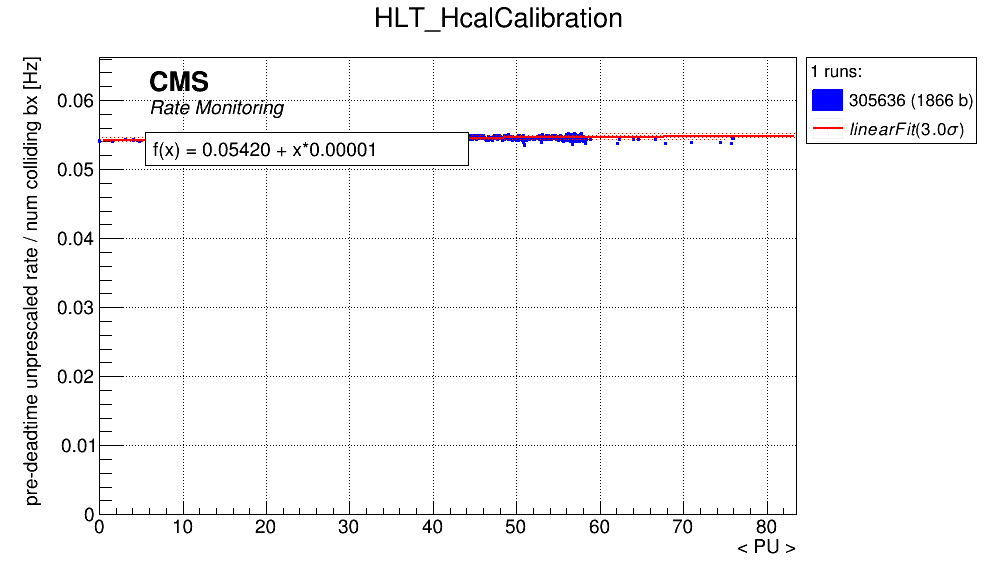 HLT_HcalCalibration
pre-deadtime unprescaled rate / num colliding bx [Hz]
CMS
Rate Monitoring
f(x) = 0.05420 + x*0.00001
1 runs:
305636 (1866 b)
linearFit(3.0σ)
0.06
0.05
0.04
0.03
0.02
0.01
0
0 10 20 30 40 50 60 70 80
< PU >